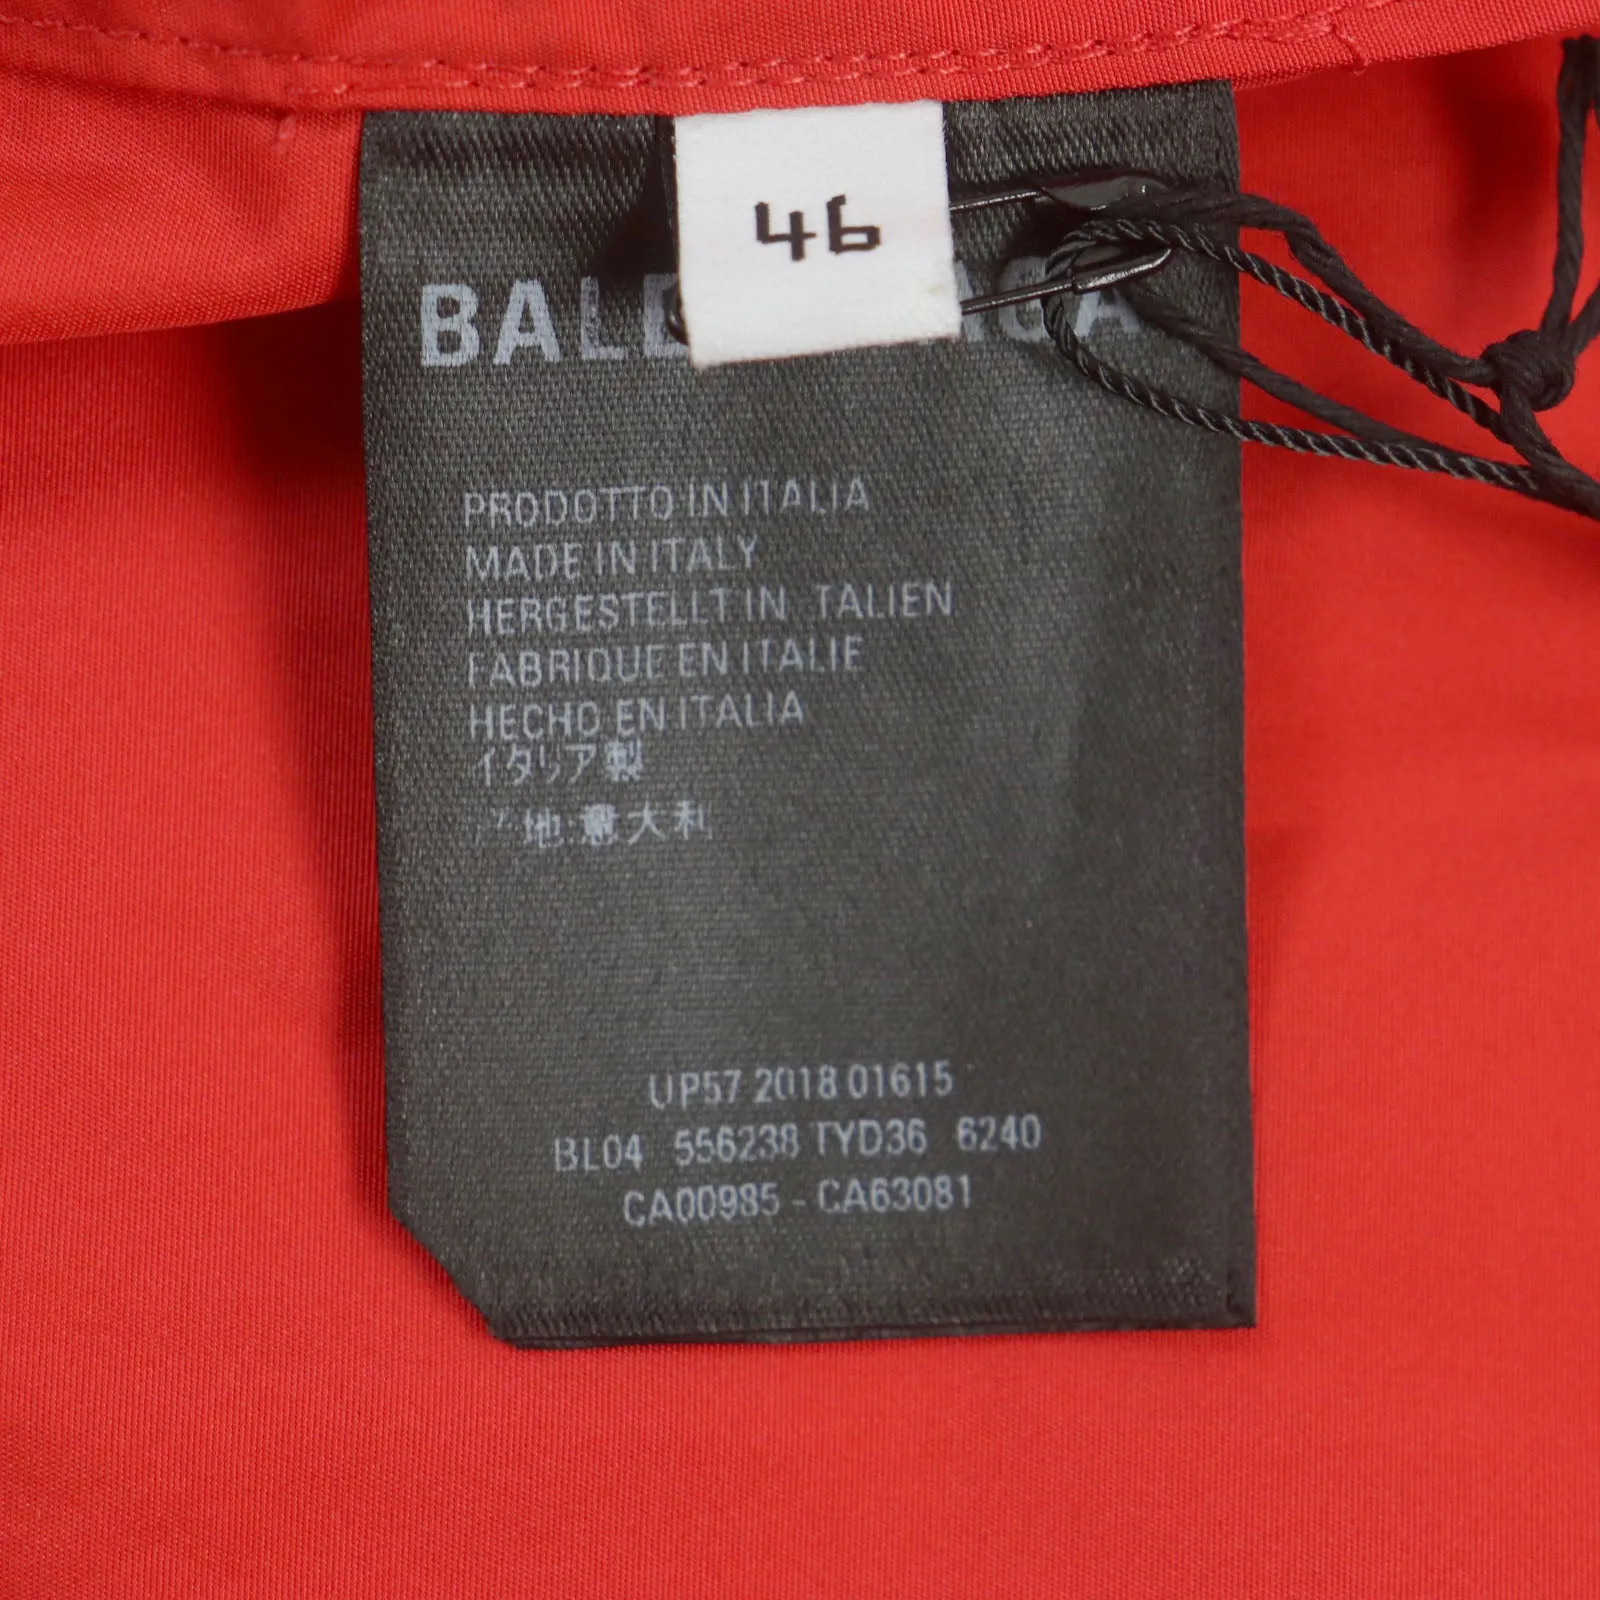 46
PRODOTTO IN ITALIA
MADE IN ITALY
HERGESTELLT IN ITALIEN
FABRIQUE EN ITALIE
HECHO EN ITALIA
イタリア製
产地:意大利
UP57 2018 01615
BL04 556238 TYD36 6240
CA00985 - CA63081